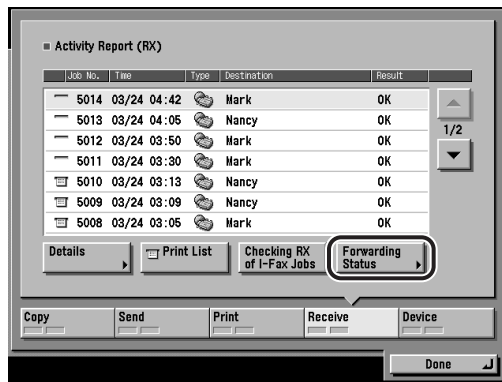 Activity Report (RX)
Job No. Time Type Destination Result
5014 03/24 04:42 Mark OK
5013 03/24 04:05 Nancy OK
5012 03/24 03:50 Mark OK
5011 03/24 03:30 Mark OK
5010 03/24 03:13 Nancy OK
5009 03/24 03:09 Nancy OK
5008 03/24 03:05 Mark OK
1/2
Details
Print List
Checking RX
of I-Fax Jobs
Forwarding
Status
Copy Send Print Receive Device
Done